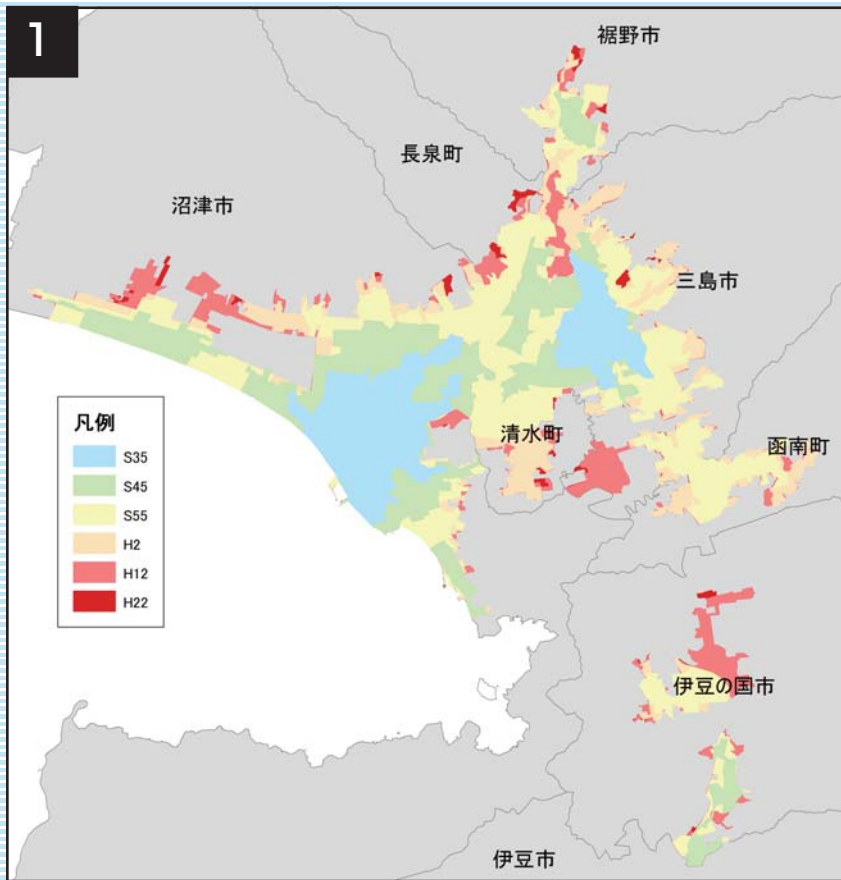 1
裾野市
長泉町
沼津市
三島市
凡例
S35
S45
S55
H2
H12
H22
清水町
函南町
伊豆の国市
伊豆市